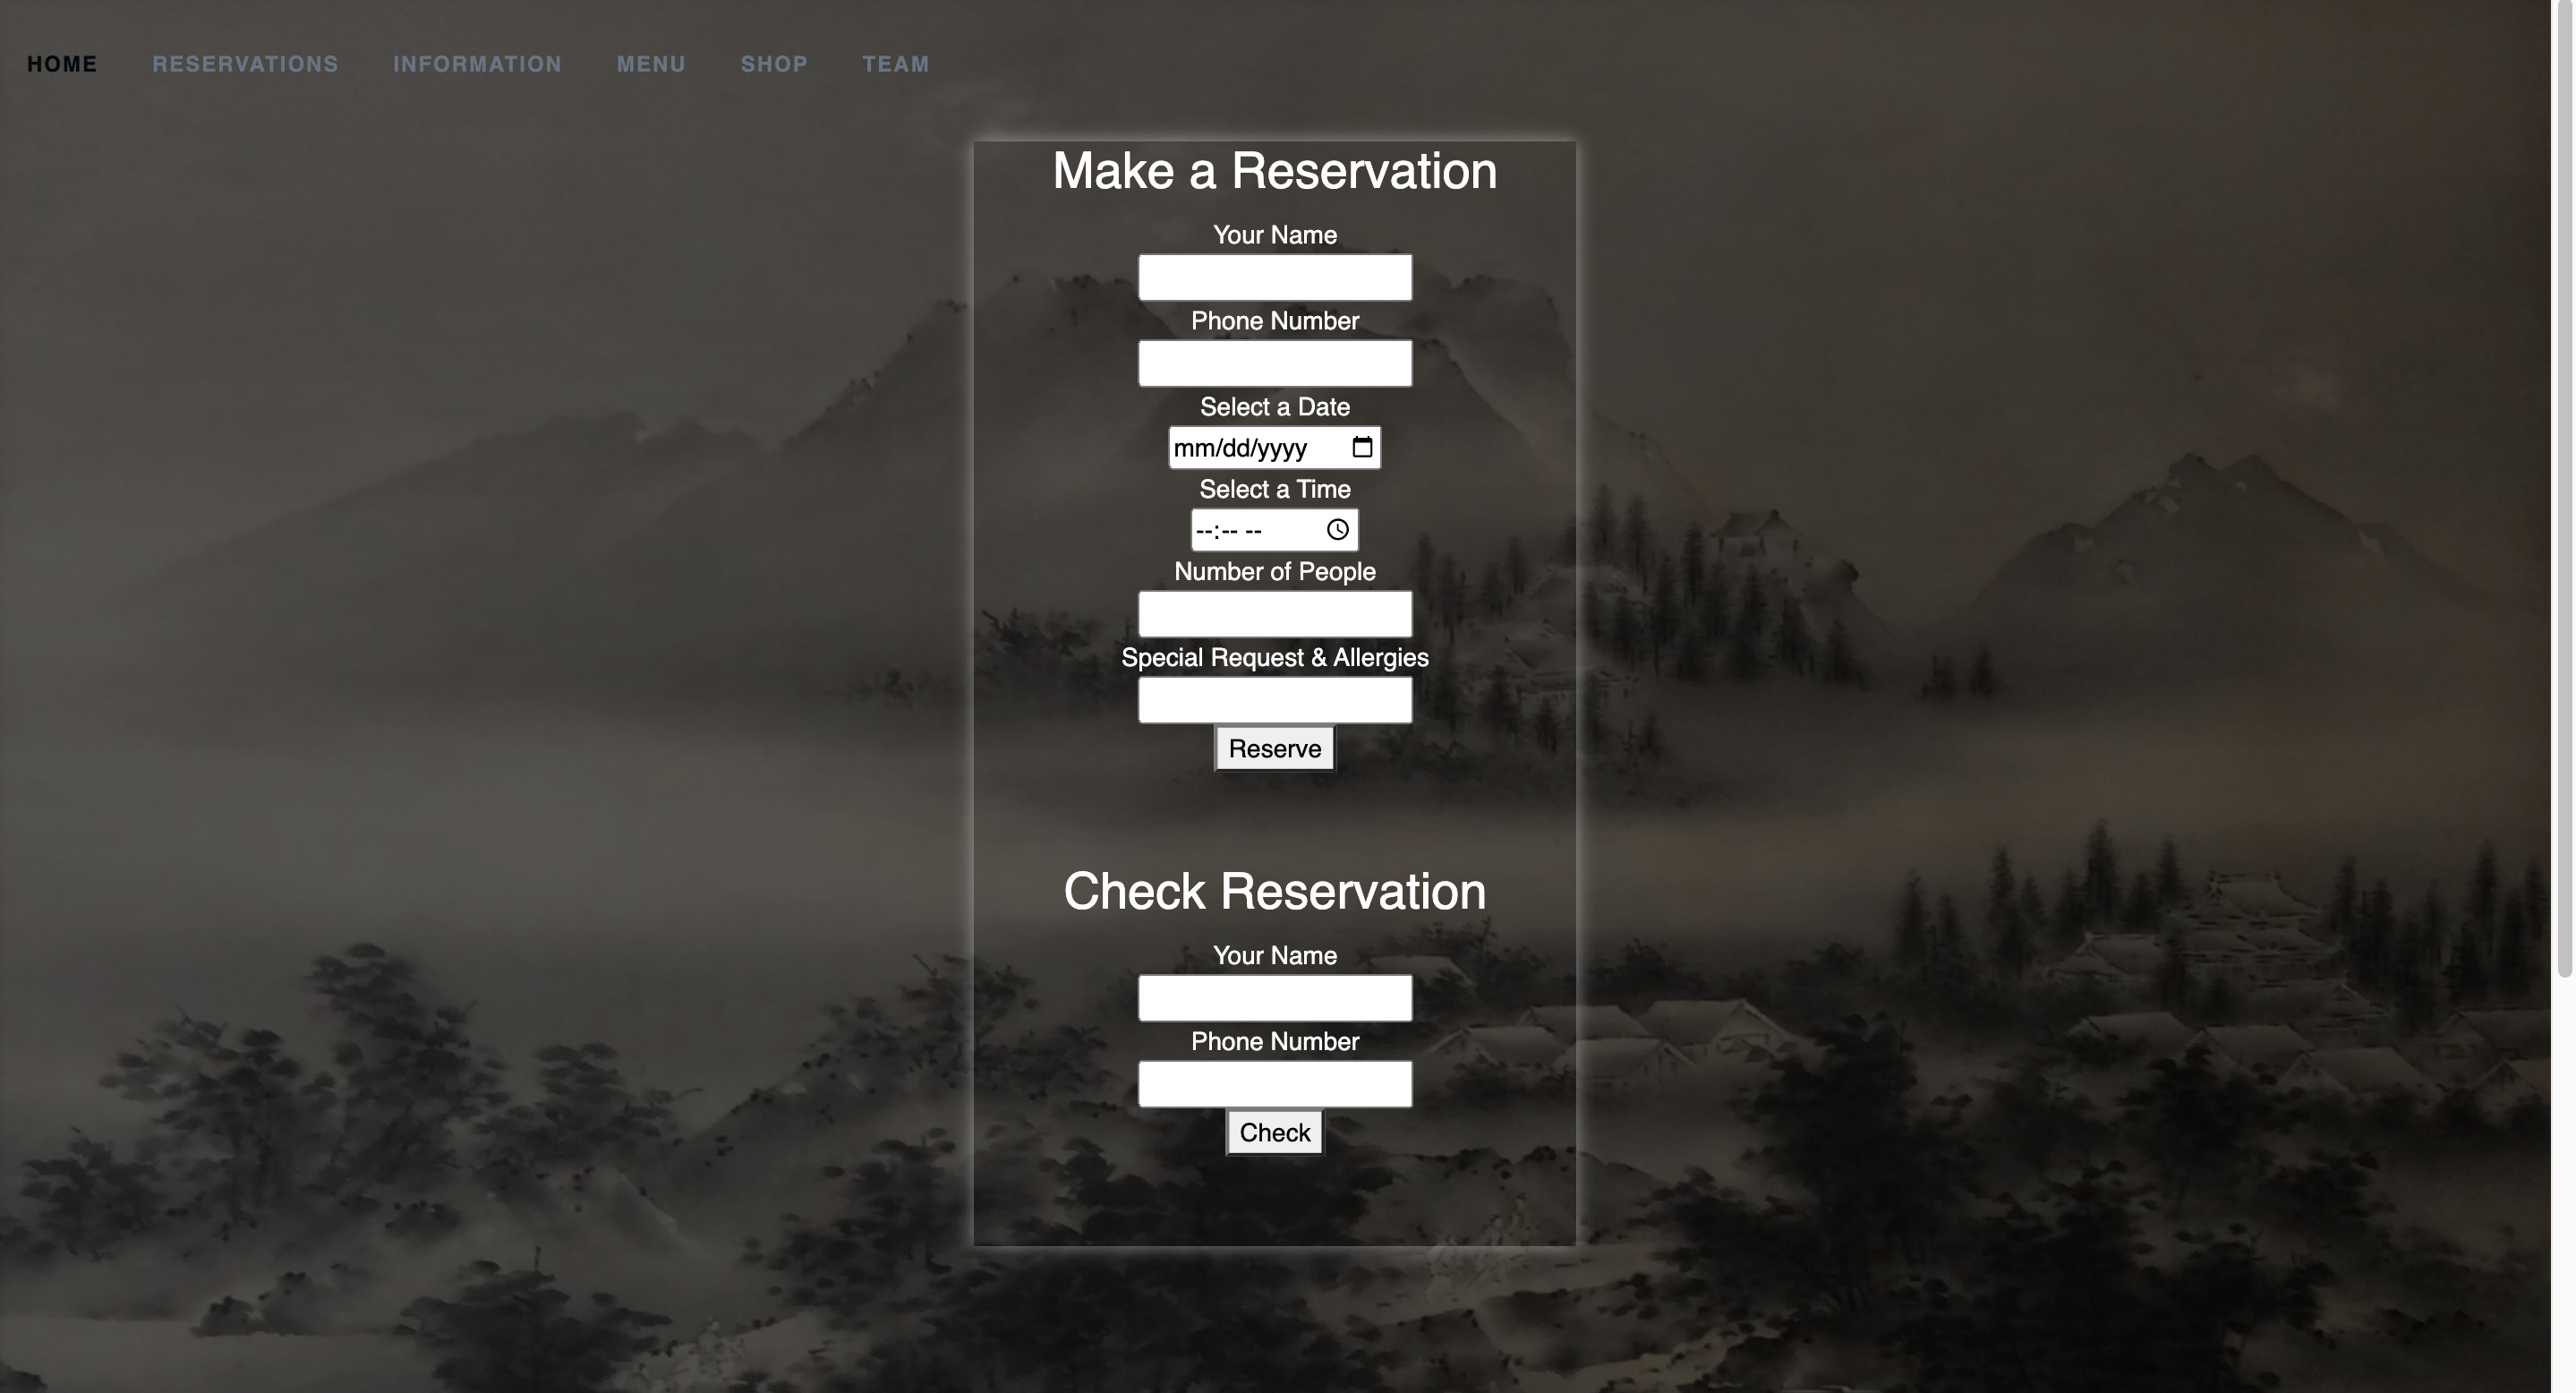 HOME RESERVATIONS INFORMATION MENU SHOP TEAM
Make a Reservation
Your Name
Phone Number
Select a Date
mm/dd/yyyy
Select a Time
--:-- --
Number of People
Special Request & Allergies
Reserve
Check Reservation
Your Name
Phone Number
Check